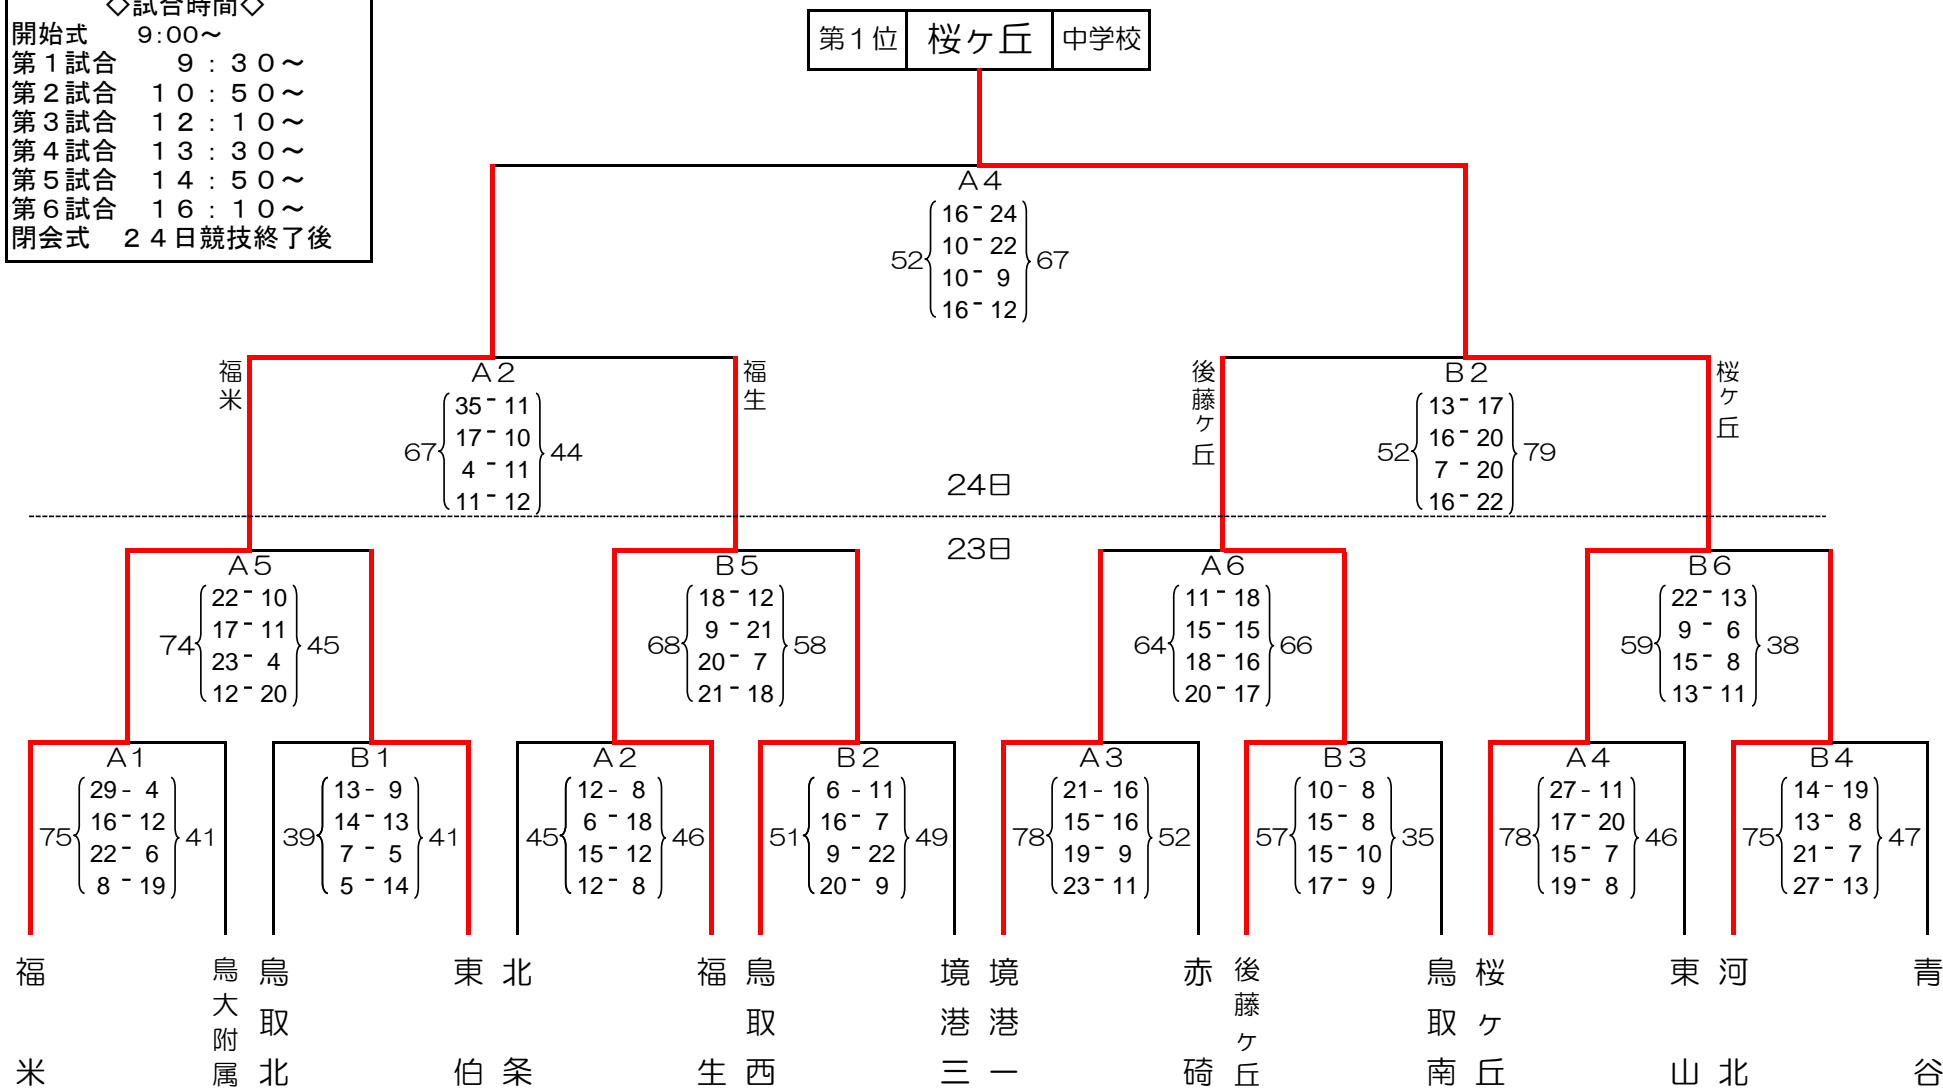 ◇試合時間◇
開始式　9:00～
第１試合　９：３０～
第２試合　１０：５０～
第３試合　１２：１０～
第４試合　１３：３０～
第５試合　１４：５０～
第６試合　１６：１０～
閉会式　２４日競技終了後
第１位 桜ヶ丘 中学校
A4
16 - 24
10 - 22
52 67
10 - 9
16 - 12
福米
A2
福生
35 - 11
17 - 10
67 44
4 - 11
11 - 12
後藤ヶ丘
B2
桜ヶ丘
13 - 17
16 - 20
52 79
7 - 20
16 - 22
24日
23日
A5
22 - 10
17 - 11
74 45
23 - 4
12 - 20
B5
18 - 12
9 - 21
68 58
20 - 7
21 - 18
A6
11 - 18
15 - 15
64 66
18 - 16
20 - 17
B6
22 - 13
9 - 6
59 38
15 - 8
13 - 11
A1
29 - 4
16 - 12
75 41
22 - 6
8 - 19
B1
13 - 9
14 - 13
39 41
7 - 5
5 - 14
A2
12 - 8
6 - 18
45 46
15 - 12
12 - 8
B2
6 - 11
16 - 7
51 49
9 - 22
20 - 9
A3
21 - 16
15 - 16
78 52
19 - 9
23 - 11
B3
10 - 8
15 - 8
57 35
15 - 10
17 - 9
A4
27 - 11
17 - 20
78 46
15 - 7
19 - 8
B4
14 - 19
13 - 8
75 47
21 - 7
27 - 13
福米
鳥大附属
鳥取北
東伯
北条
福生
鳥取西
境港三
境港一
赤碕
後藤ヶ丘
鳥取南
桜ヶ丘
東山
河北
青谷